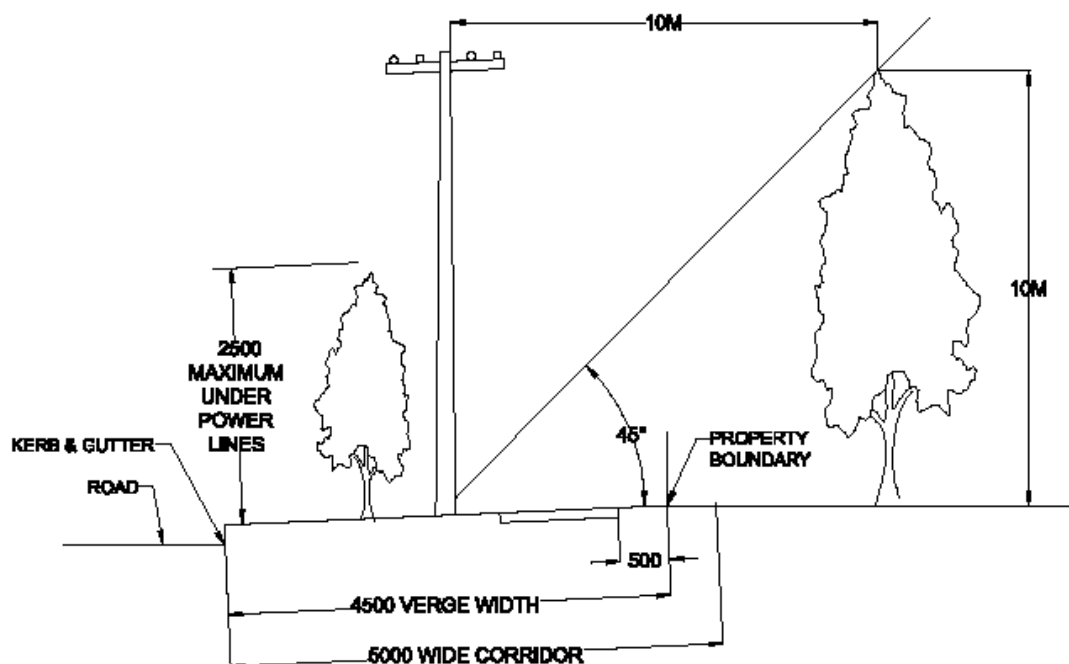 10M
10M
2500
MAXIMUM
UNDER
POWER
LINES
KERB & GUTTER
ROAD
45°
PROPERTY
BOUNDARY
500
4500 VERGE WIDTH
5000 WIDE CORRIDOR